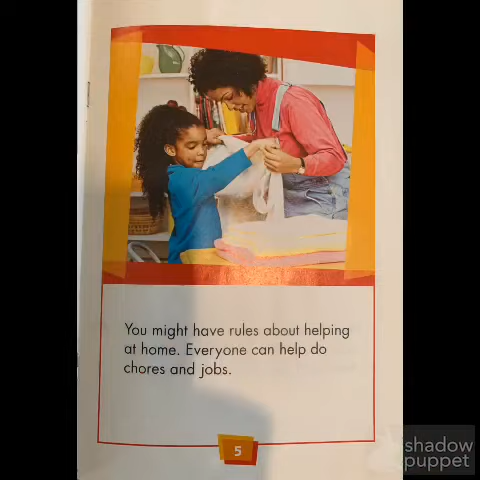 You might have rules about helping
at home. Everyone can help do
chores and jobs.
5
shadow
puppet